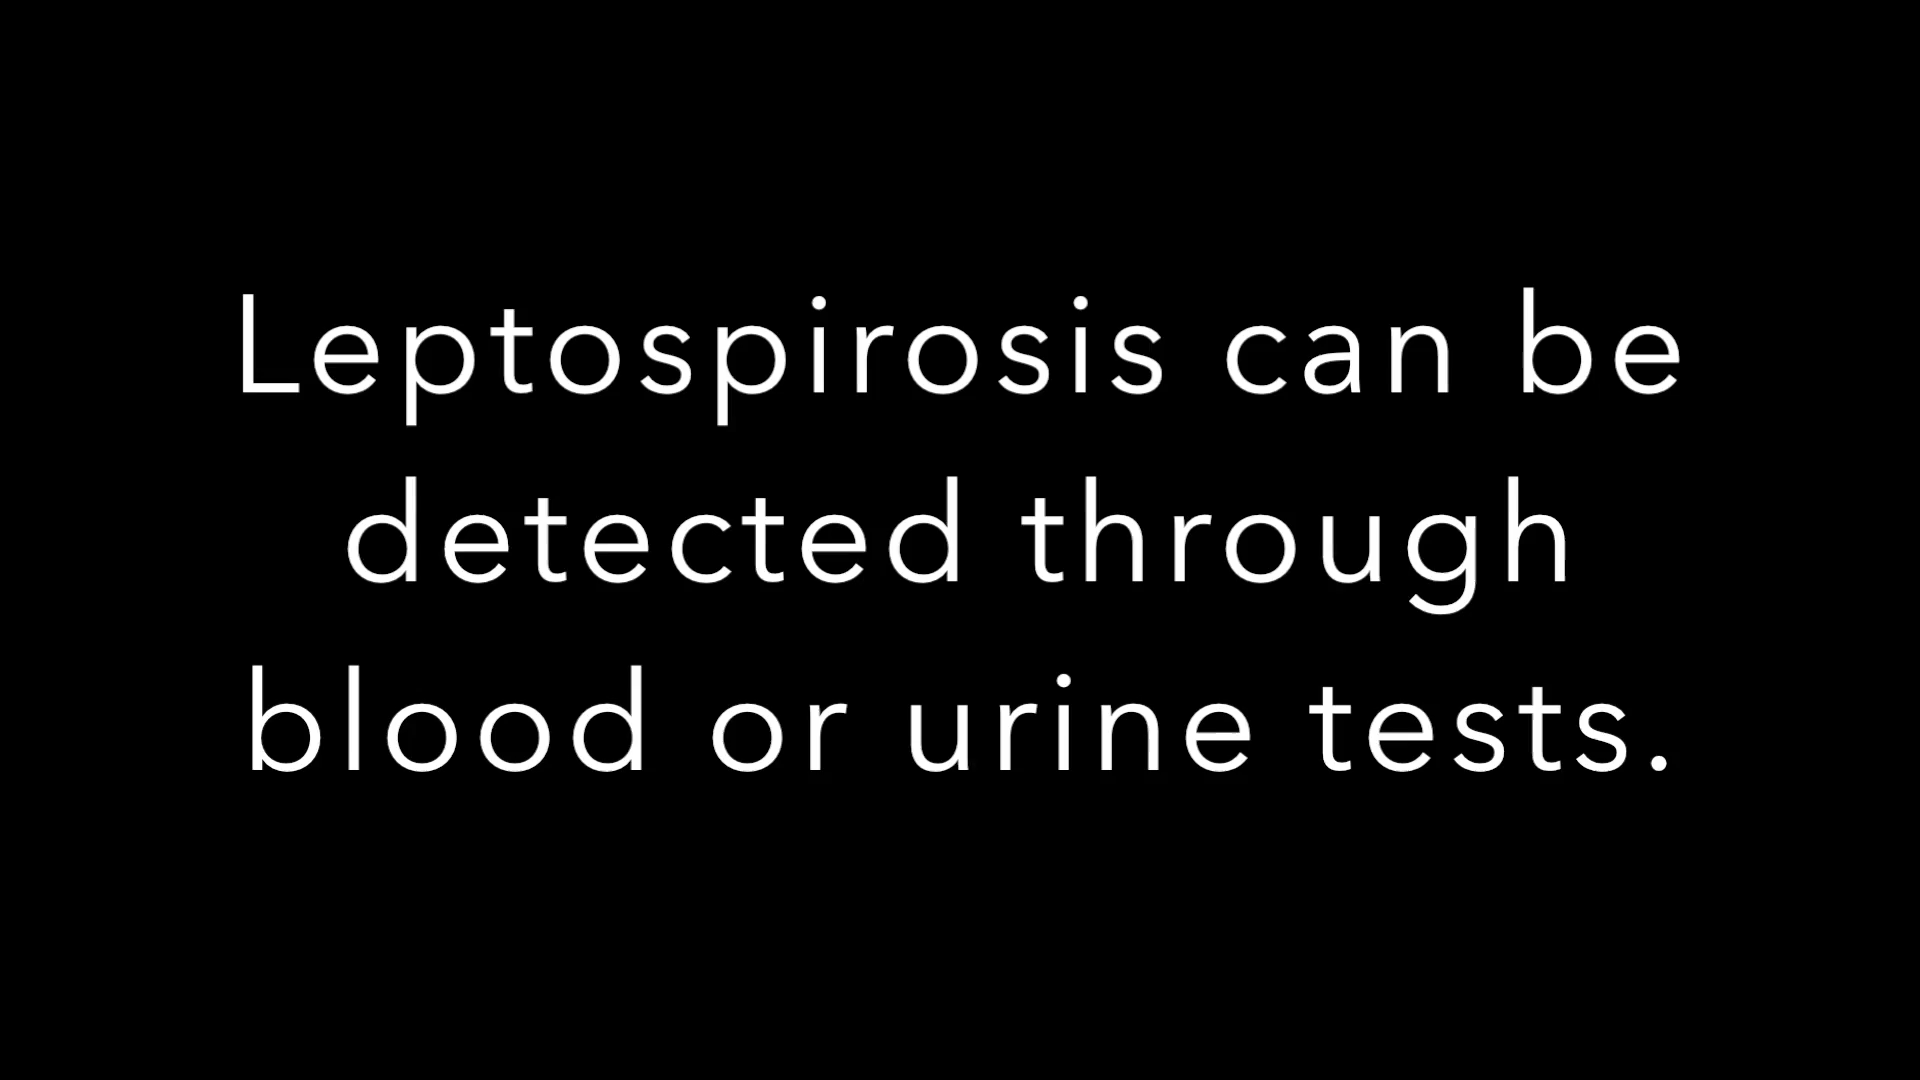 Leptospirosis can be
detected through
blood or urine tests.